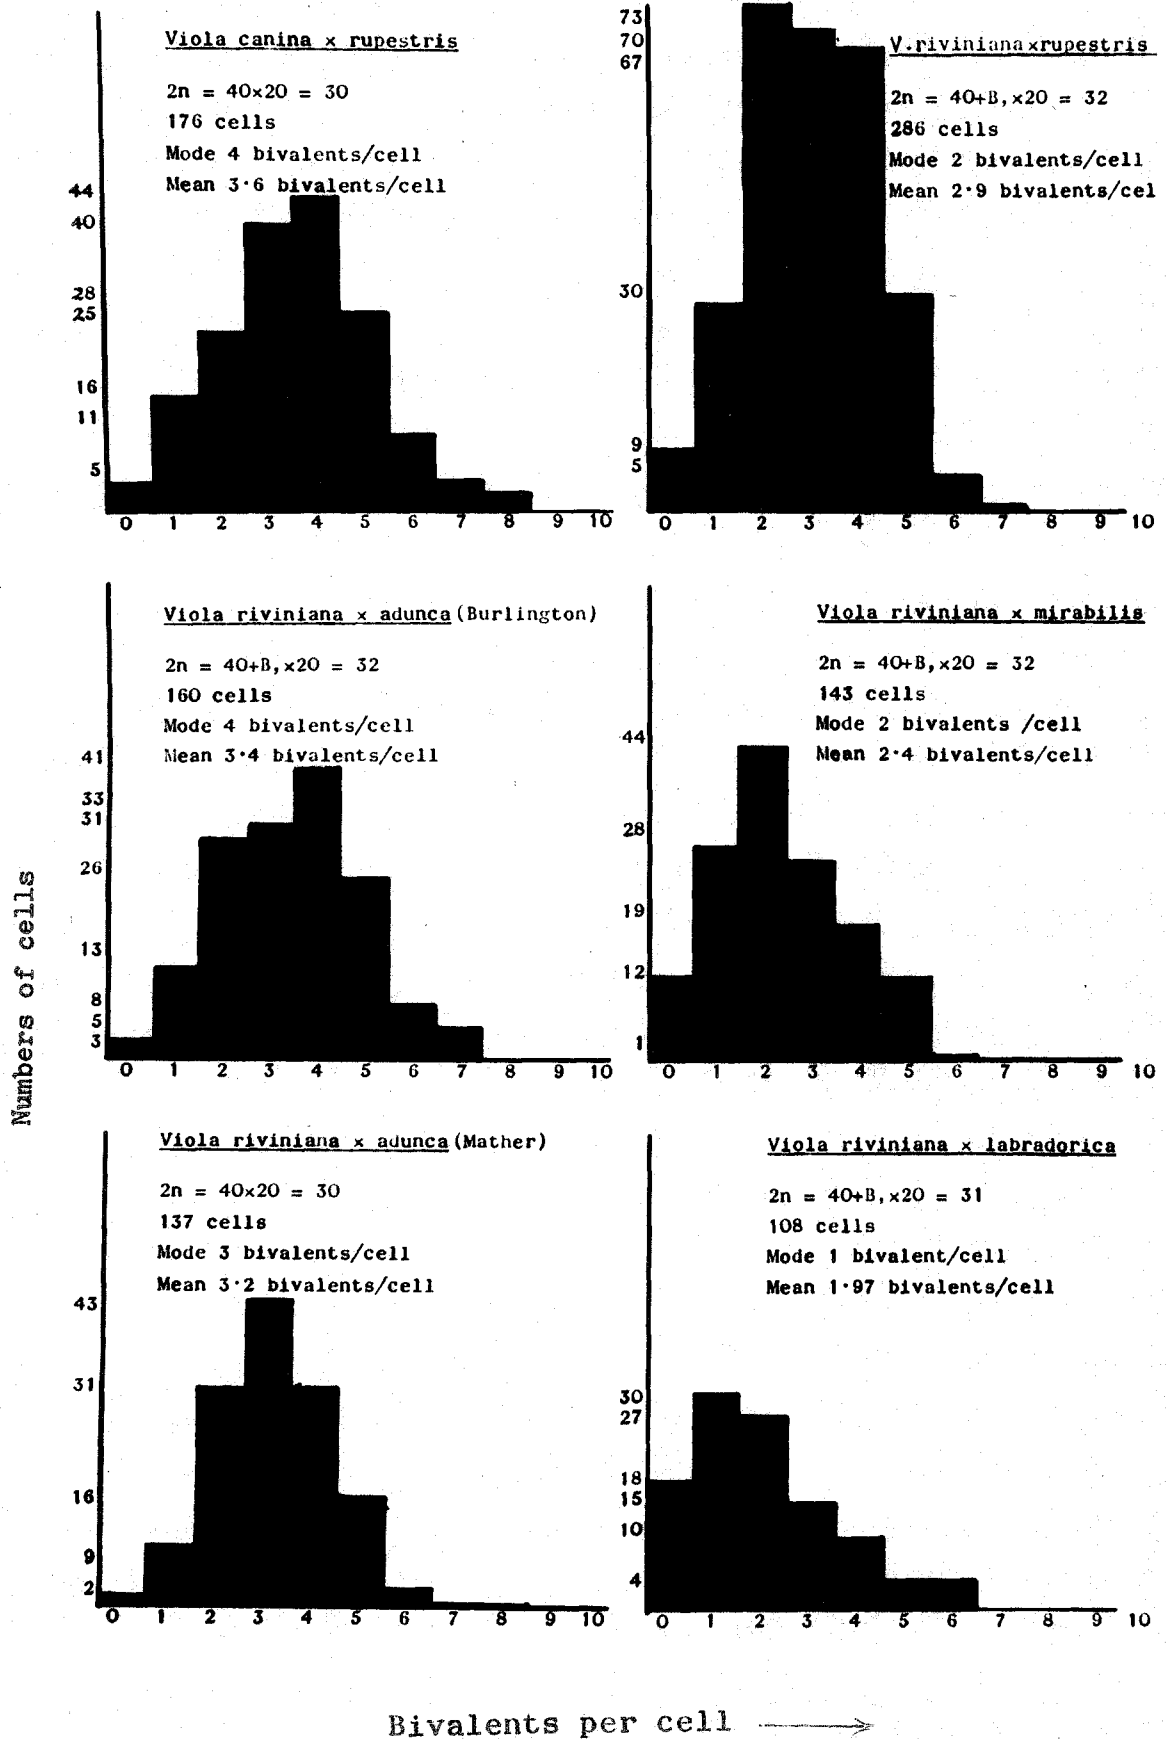 Viola canina x rupestris
2n = 40x20 = 30
176 cells
Mode 4 bivalents/cell
Mean 3·6 bivalents/cell
44
40
28
25
16
11
5
0 1 2 3 4 5 6 7 8 9 10
V.riviniana x rupestris
2n = 40+B, x20 = 32
286 cells
Mode 2 bivalents/cell
Mean 2·9 bivalents/cel
73
70
67
30
9
5
0 1 2 3 4 5 6 7 8 9 10
Viola riviniana x adunca (Burlington)
2n = 40+B, x20 = 32
160 cells
Mode 4 bivalents/cell
Mean 3·4 bivalents/cell
41
33
31
26
13
8
5
3
0 1 2 3 4 5 6 7 8 9 10
Viola riviniana x mirabilis
2n = 40+B, x20 = 32
143 cells
Mode 2 bivalents /cell
Mean 2·4 bivalents/cell
44
28
19
12
1
0 1 2 3 4 5 6 7 8 9 10
Viola riviniana x adunca (Mather)
2n = 40x20 = 30
137 cells
Mode 3 bivalents/cell
Mean 3·2 bivalents/cell
43
31
16
9
2
0 1 2 3 4 5 6 7 8 9 10
Viola riviniana x labradorica
2n = 40+B, x20 = 31
108 cells
Mode 1 bivalent/cell
Mean 1·97 bivalents/cell
30
27
18
15
10
4
0 1 2 3 4 5 6 7 8 9 10
Numbers of cells
Bivalents per cell